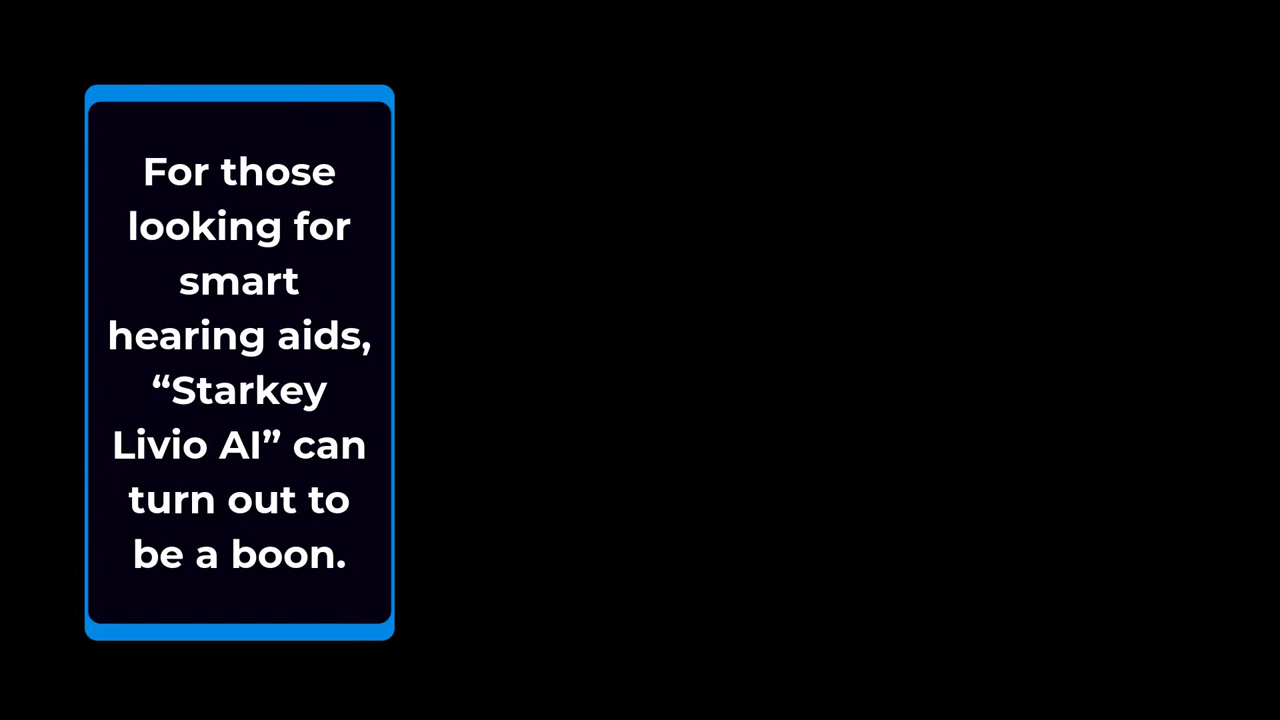 For those
looking for
smart
hearing aids,
“Starkey
Livio AI” can
turn out to
be a boon.